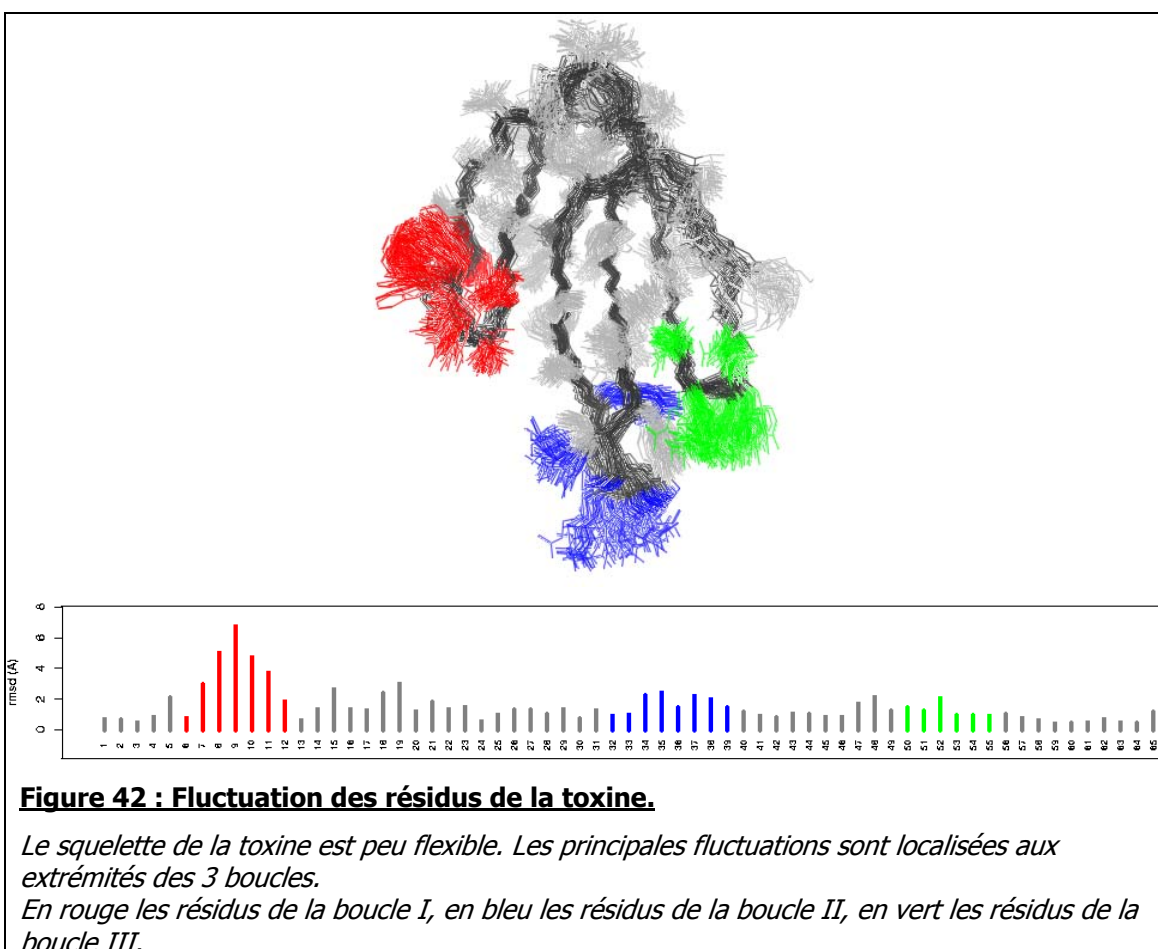 8
6
4
2
0
rmsd (A)
1 2 3 4 5 6 7 8 9 10 11 12 13 14 15 16 17 18 19 20 21 22 23 24 25 26 27 28 29 30 31 32 33 34 35 36 37 38 39 40 41 42 43 44 45 46 47 48 49 50 51 52 53 54 55 56 57 58 59 60 61 62 63 64 65
Figure 42 : Fluctuation des résidus de la toxine.
Le squelette de la toxine est peu flexible. Les principales fluctuations sont localisées aux
extrémités des 3 boucles.
En rouge les résidus de la boucle I, en bleu les résidus de la boucle II, en vert les résidus de la
boucle III.